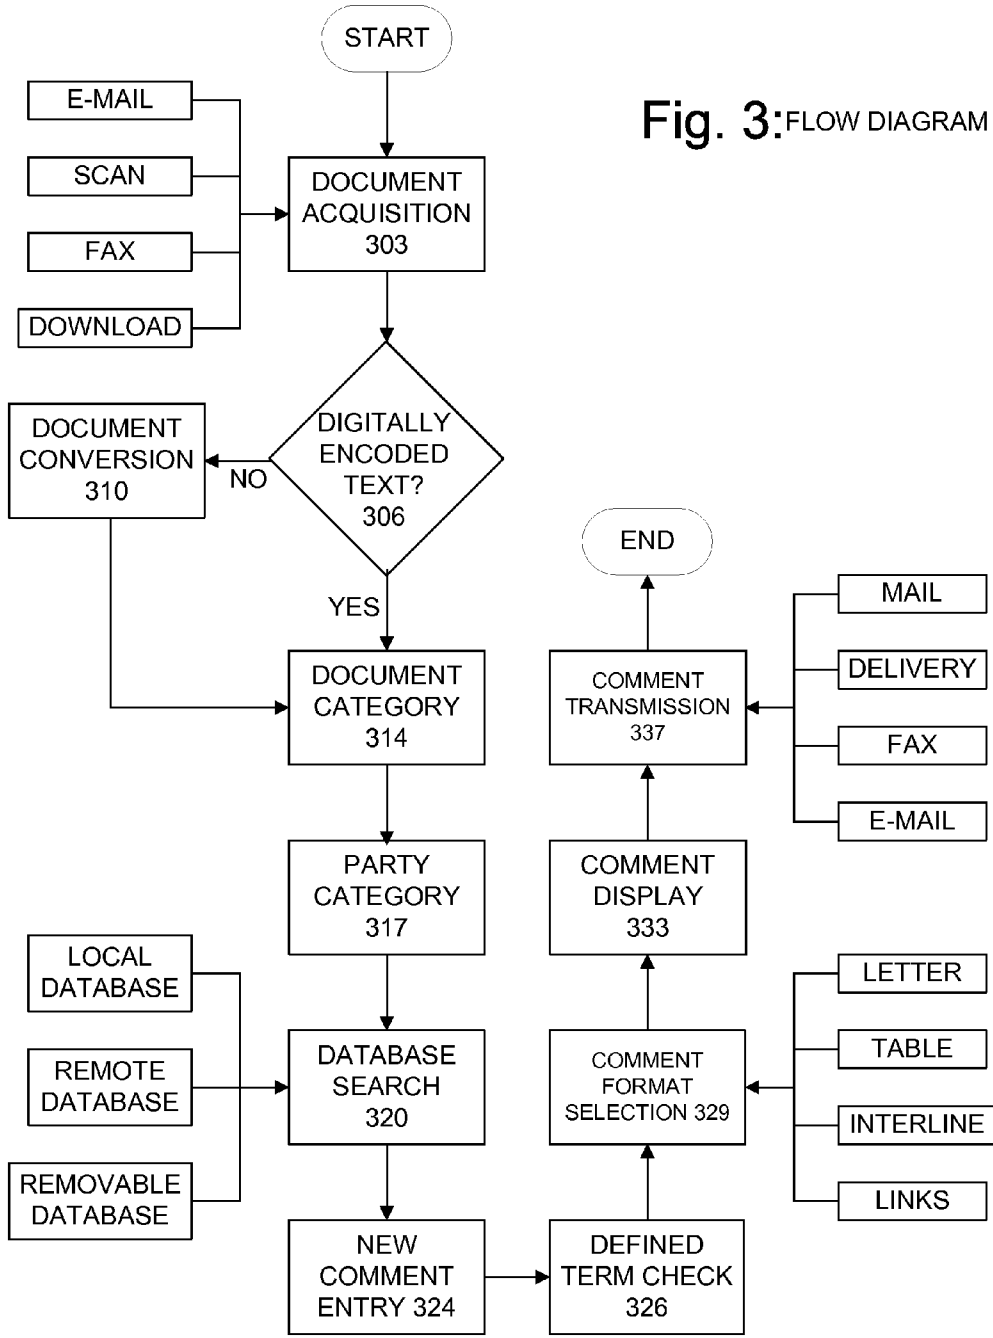 START
Fig. 3: FLOW DIAGRAM
E-MAIL
SCAN
FAX
DOWNLOAD
DOCUMENT
ACQUISITION
303
DIGITALLY
ENCODED
TEXT?
306
NO
DOCUMENT
CONVERSION
310
YES
DOCUMENT
CATEGORY
314
PARTY
CATEGORY
317
LOCAL
DATABASE
REMOTE
DATABASE
REMOVABLE
DATABASE
DATABASE
SEARCH
320
NEW
COMMENT
ENTRY 324
DEFINED
TERM CHECK
326
COMMENT
FORMAT
SELECTION 329
LETTER
TABLE
INTERLINE
LINKS
COMMENT
DISPLAY
333
COMMENT
TRANSMISSION
337
MAIL
DELIVERY
FAX
E-MAIL
END